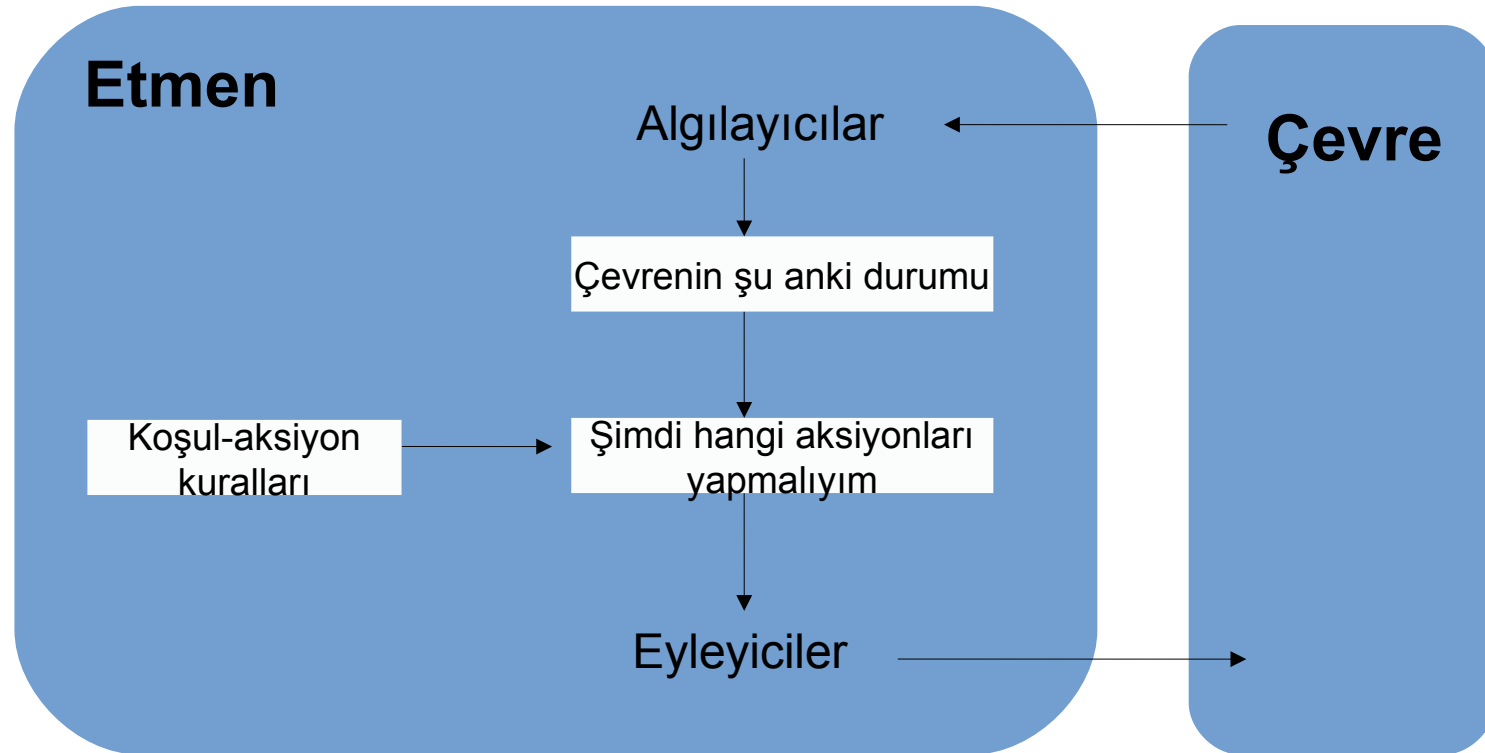 Etmen
Algılayıcılar
Çevre
Çevrenin şu anki durumu
Koşul-aksiyon
kuralları
Şimdi hangi aksiyonları
yapmalıyım
Eyleyiciler